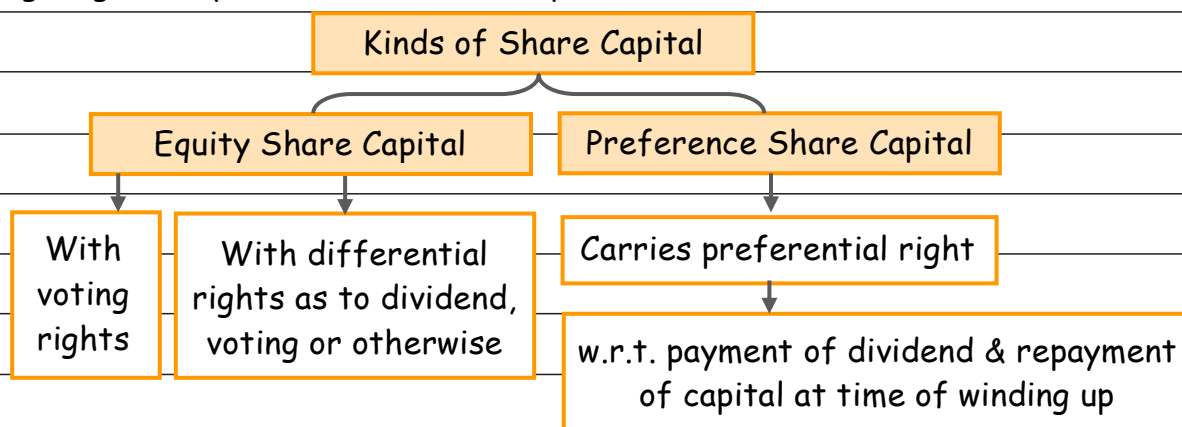 Kinds of Share Capital
Equity Share Capital
Preference Share Capital
With
voting
rights
With differential
rights as to dividend,
voting or otherwise
Carries preferential right
w.r.t. payment of dividend & repayment
of capital at time of winding up